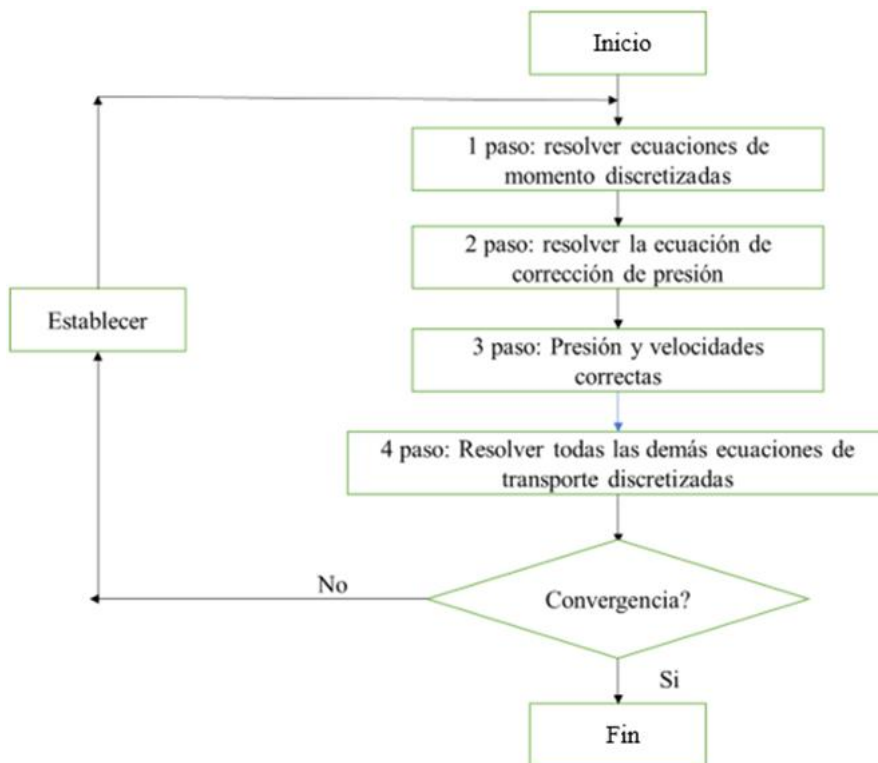 Inicio
1 paso: resolver ecuaciones de
momento discretizadas
2 paso: resolver la ecuación de
corrección de presión
Establecer
3 paso: Presión y velocidades
correctas
4 paso: Resolver todas las demás ecuaciones de
transporte discretizadas
No
Convergencia?
Si
Fin